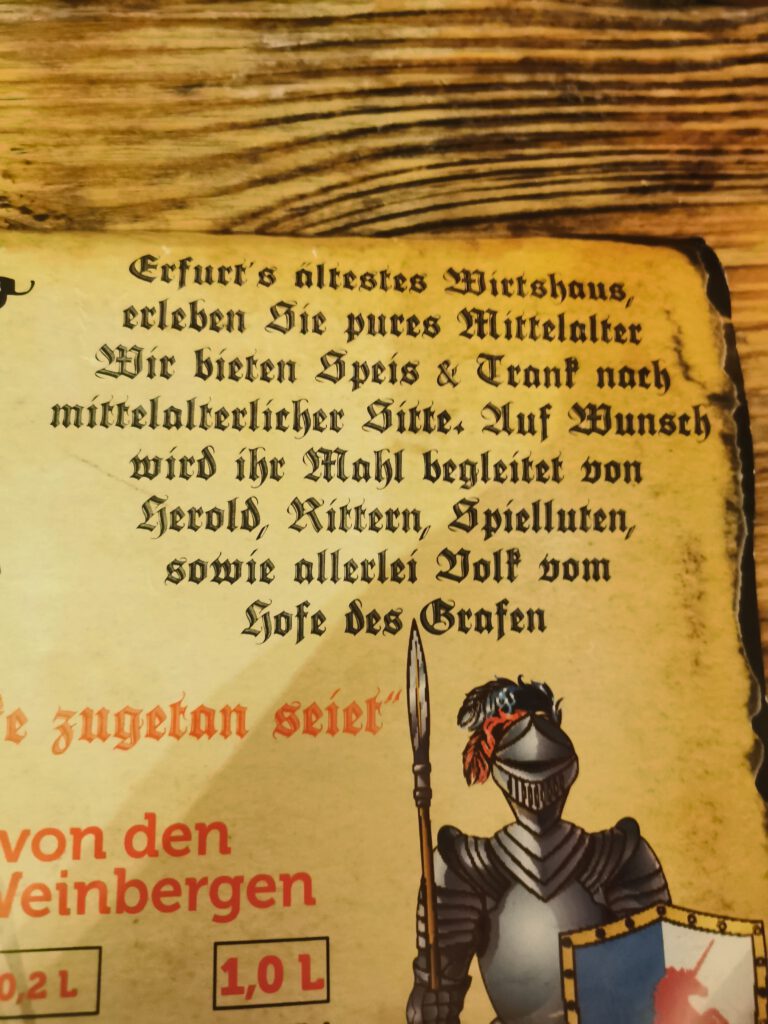 Erfurt's ältestes Wirtshaus,
erleben Sie pures Mittelalter
Wir bieten Speis & Trank nach
mittelalterlicher Sitte. Auf Wunsch
wird ihr Mahl begleitet von
Herold, Rittern, Spielluten,
sowie allerlei Volk vom
Hofe des Grafen
zugetan seiet“
von den
Weinbergen
0,2 L 1,0 L